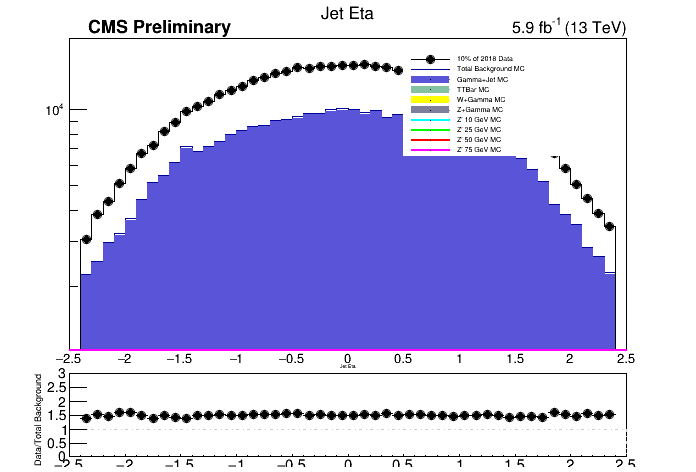 Jet Eta
CMS Preliminary
5.9 fb⁻¹ (13 TeV)
10% of 2018 Data
Total Background MC
Gamma+Jet MC
TTBar MC
W+Gamma MC
Z+Gamma MC
Z' 10 GeV MC
Z' 25 GeV MC
Z' 50 GeV MC
Z' 75 GeV MC
10⁴
−2.5 −2 −1.5 −1 −0.5 0 0.5 1 1.5 2 2.5
Jet Eta
Data/Total Background
3
2.5
2
1.5
1
0.5
0
−2.5 −2 −1.5 −1 −0.5 0 0.5 1 1.5 2 2.5